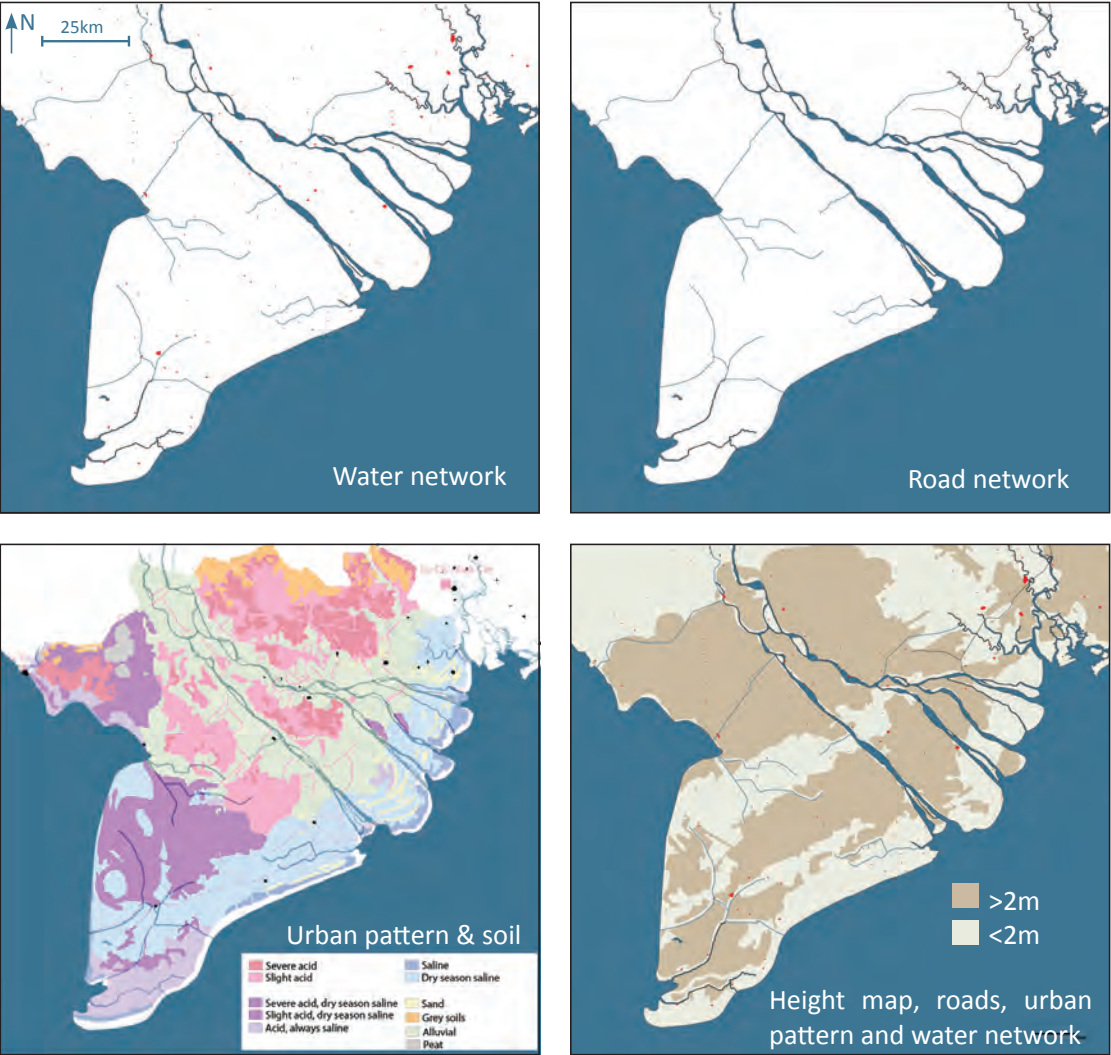 N
25km
Water network
Road network
Urban pattern & soil
Severe acid
Slight acid
Severe acid, dry season saline
Slight acid, dry season saline
Acid, always saline
Saline
Dry season saline
Sand
Grey soils
Alluvial
Peat
>2m
<2m
Height map, roads, urban
pattern and water network